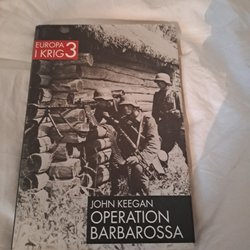 EUROPA
I KRIG 3
JOHN KEEGAN
OPERATION
BARBAROSSA